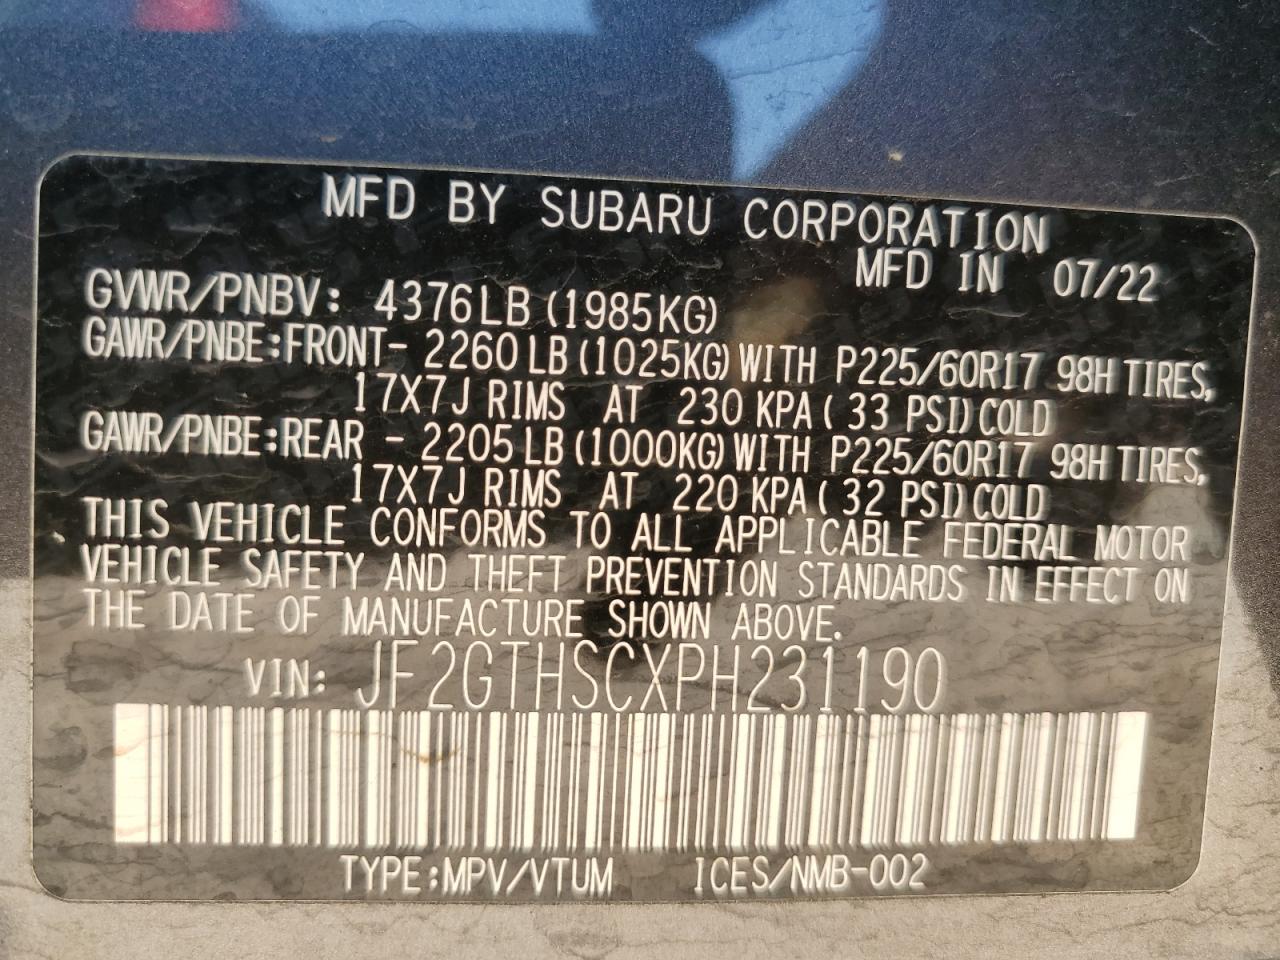 MFD BY SUBARU CORPORATION
MFD IN 07/22
GVWR/PNBV: 4376LB (1985KG)
GAWR/PNBE:FRONT- 2260LB (1025KG) WITH P225/60R17 98H TIRES,
17X7J RIMS AT 230 KPA ( 33 PSI) COLD
GAWR/PNBE:REAR - 2205LB (1000KG) WITH P225/60R17 98H TIRES,
17X7J RIMS AT 220 KPA ( 32 PSI) COLD
THIS VEHICLE CONFORMS TO ALL APPLICABLE FEDERAL MOTOR
VEHICLE SAFETY AND THEFT PREVENTION STANDARDS IN EFFECT ON
THE DATE OF MANUFACTURE SHOWN ABOVE.
VIN: JF2GTHSCXPH231190
TYPE:MPV/VTUM ICES/NMB-002